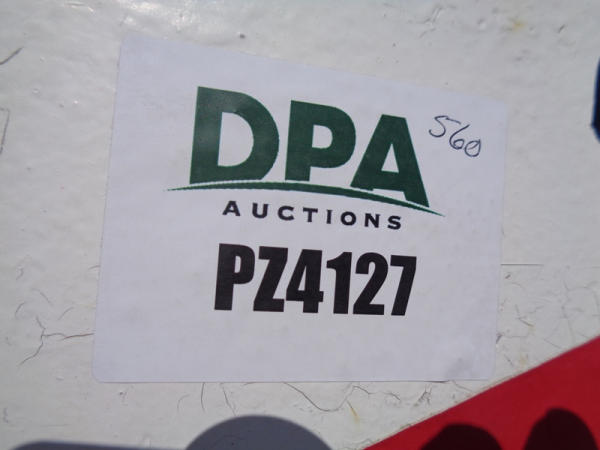 DPA
560
AUCTIONS
PZ4127